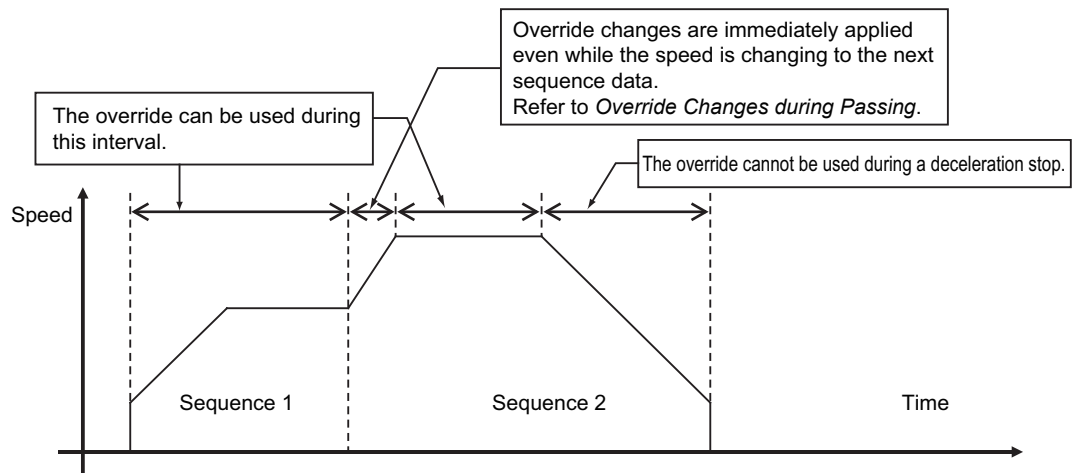 Override changes are immediately applied
even while the speed is changing to the next
sequence data.
Refer to Override Changes during Passing.
The override can be used during
this interval.
The override cannot be used during a deceleration stop.
Speed
Sequence 1
Sequence 2
Time